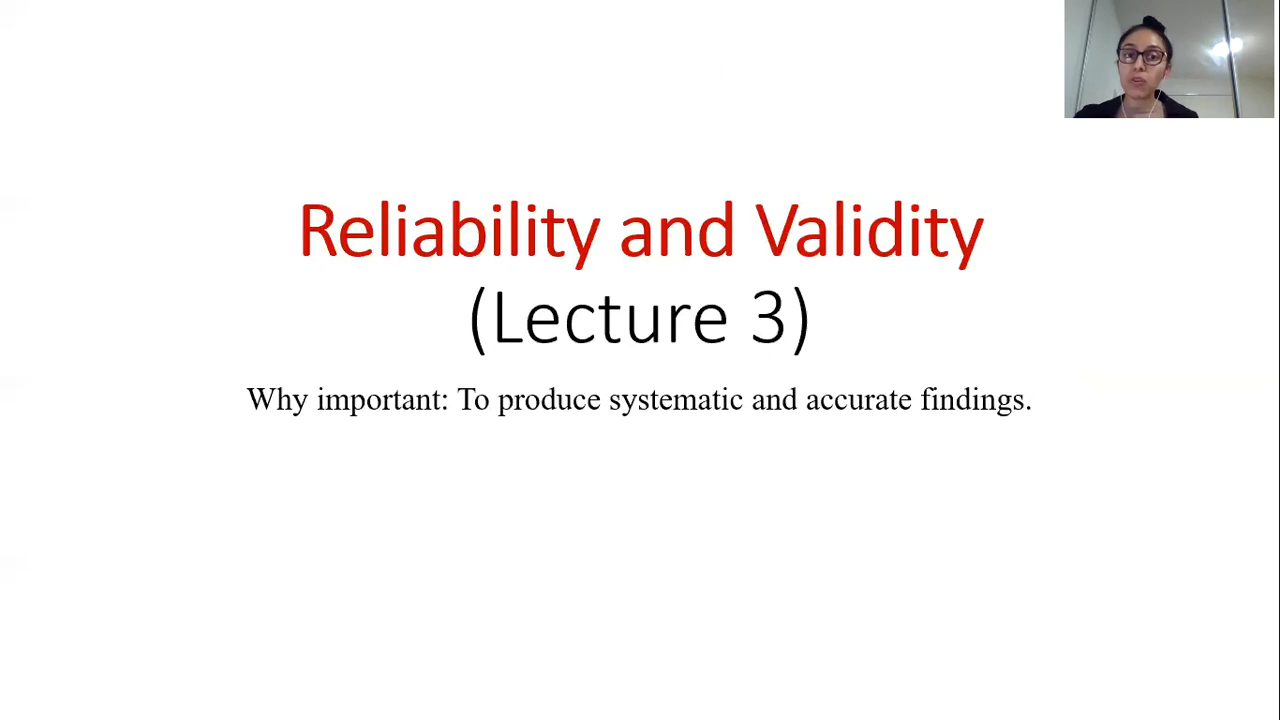 Reliability and Validity
(Lecture 3)
Why important: To produce systematic and accurate findings.